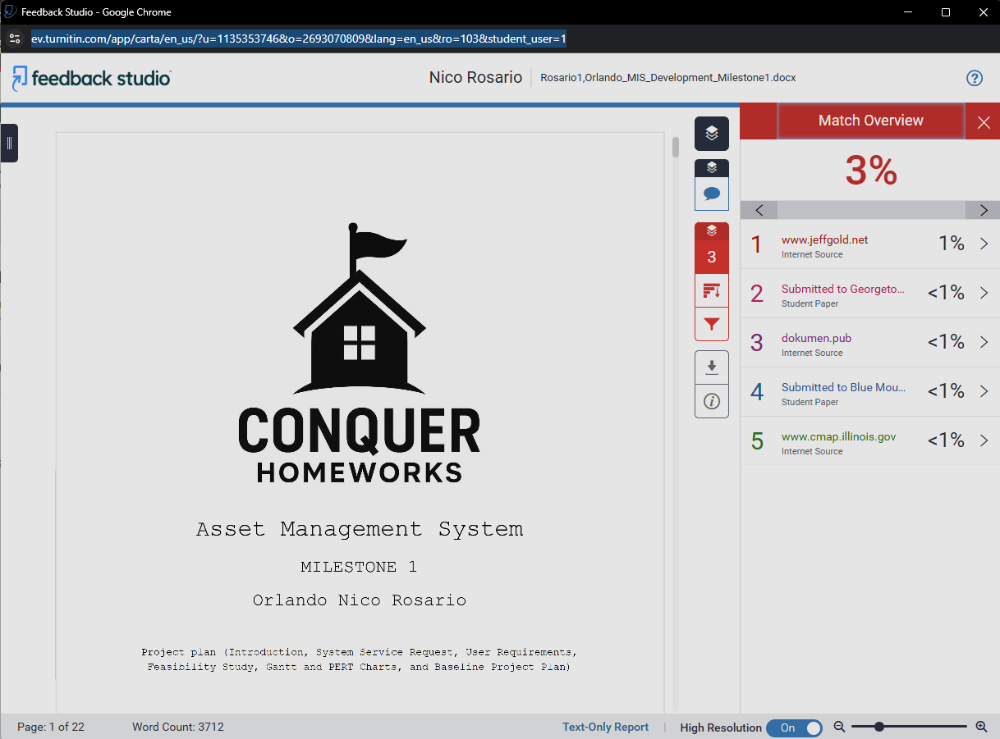 Feedback Studio - Google Chrome
ev.turnitin.com/app/carta/en_us/?u=1135353746&o=2693070809&lang=en_us&ro=103&student_user=1
feedback studio
Nico Rosario
Rosario1,Orlando_MIS_Development_Milestone1.docx
?
Match Overview
3%
1
www.jeffgold.net
1%
Internet Source
2
Submitted to Georgeto...
<1%
Student Paper
3
dokumen.pub
<1%
Internet Source
4
Submitted to Blue Mou...
<1%
Student Paper
5
www.cmap.illinois.gov
<1%
Internet Source
3
i
CONQUER
HOMEWORKS
Asset Management System
MILESTONE 1
Orlando Nico Rosario
Project plan (Introduction, System Service Request, User Requirements,
Feasibility Study, Gantt and PERT Charts, and Baseline Project Plan)
Page: 1 of 22
Word Count: 3712
Text-Only Report
High Resolution
On